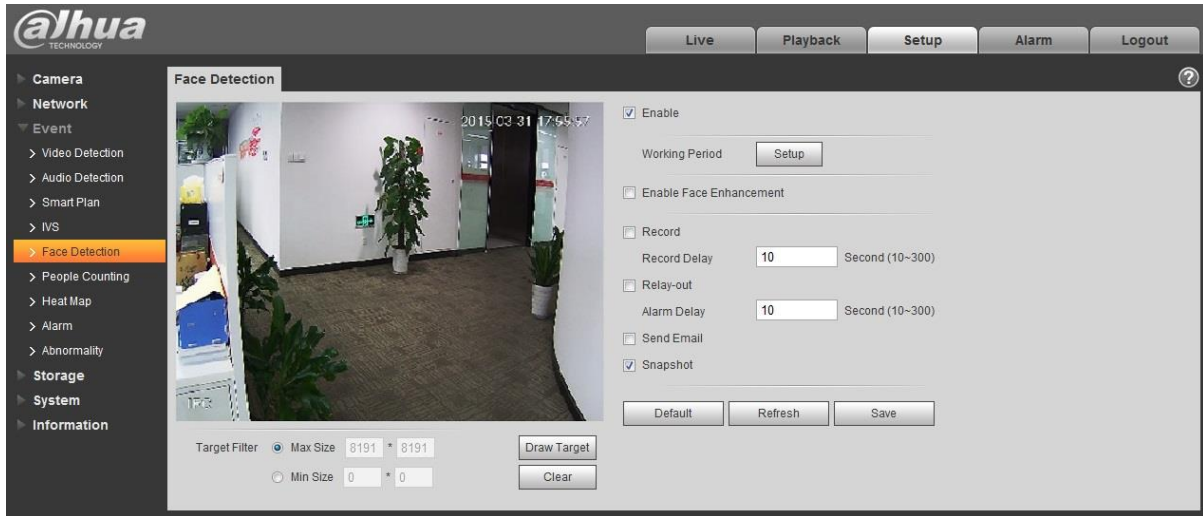 alhua
TECHNOLOGY
Live
Playback
Setup
Alarm
Logout
Camera
Network
Event
Video Detection
Audio Detection
Smart Plan
IVS
Face Detection
People Counting
Heat Map
Alarm
Abnormality
Storage
System
Information
Face Detection
2015-03-31 17:55:57
IPC
Target Filter Max Size 8191 * 8191 Draw Target
Min Size 0 * 0 Clear
Enable
Working Period Setup
Enable Face Enhancement
Record
Record Delay 10 Second (10~300)
Relay-out
Alarm Delay 10 Second (10~300)
Send Email
Snapshot
Default Refresh Save